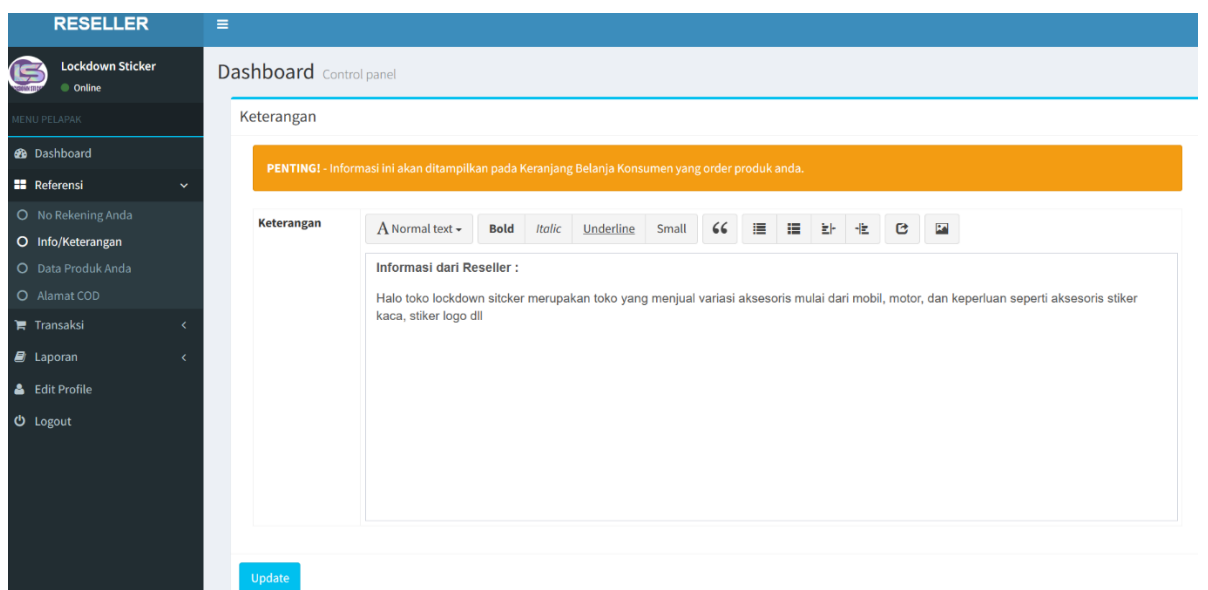 RESELLER
Lockdown Sticker
Online
MENU PELAPAK
Dashboard
Referensi
No Rekening Anda
Info/Keterangan
Data Produk Anda
Alamat COD
Transaksi
Laporan
Edit Profile
Logout
Dashboard Control panel
Keterangan
PENTING! - Informasi ini akan ditampilkan pada Keranjang Belanja Konsumen yang order produk anda.
Keterangan
A Normal text Bold Italic Underline Small
Informasi dari Reseller :
Halo toko lockdown sitcker merupakan toko yang menjual variasi aksesoris mulai dari mobil, motor, dan keperluan seperti aksesoris stiker
kaca, stiker logo dll
Update